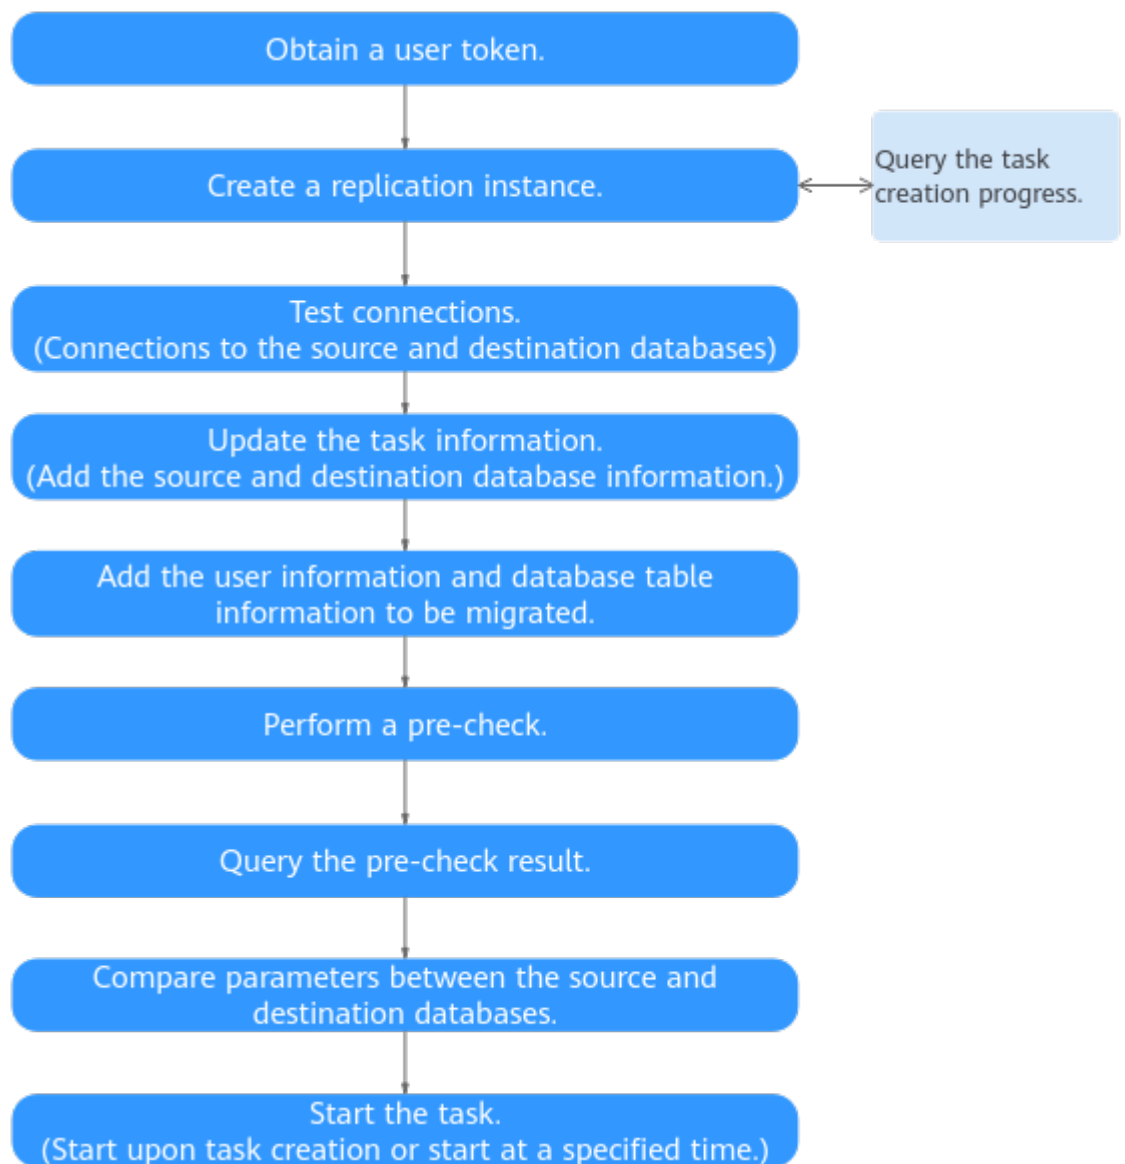 Obtain a user token.
Create a replication instance.
Query the task
creation progress.
Test connections.
(Connections to the source and destination databases)
Update the task information.
(Add the source and destination database information.)
Add the user information and database table
information to be migrated.
Perform a pre-check.
Query the pre-check result.
Compare parameters between the source and
destination databases.
Start the task.
(Start upon task creation or start at a specified time.)